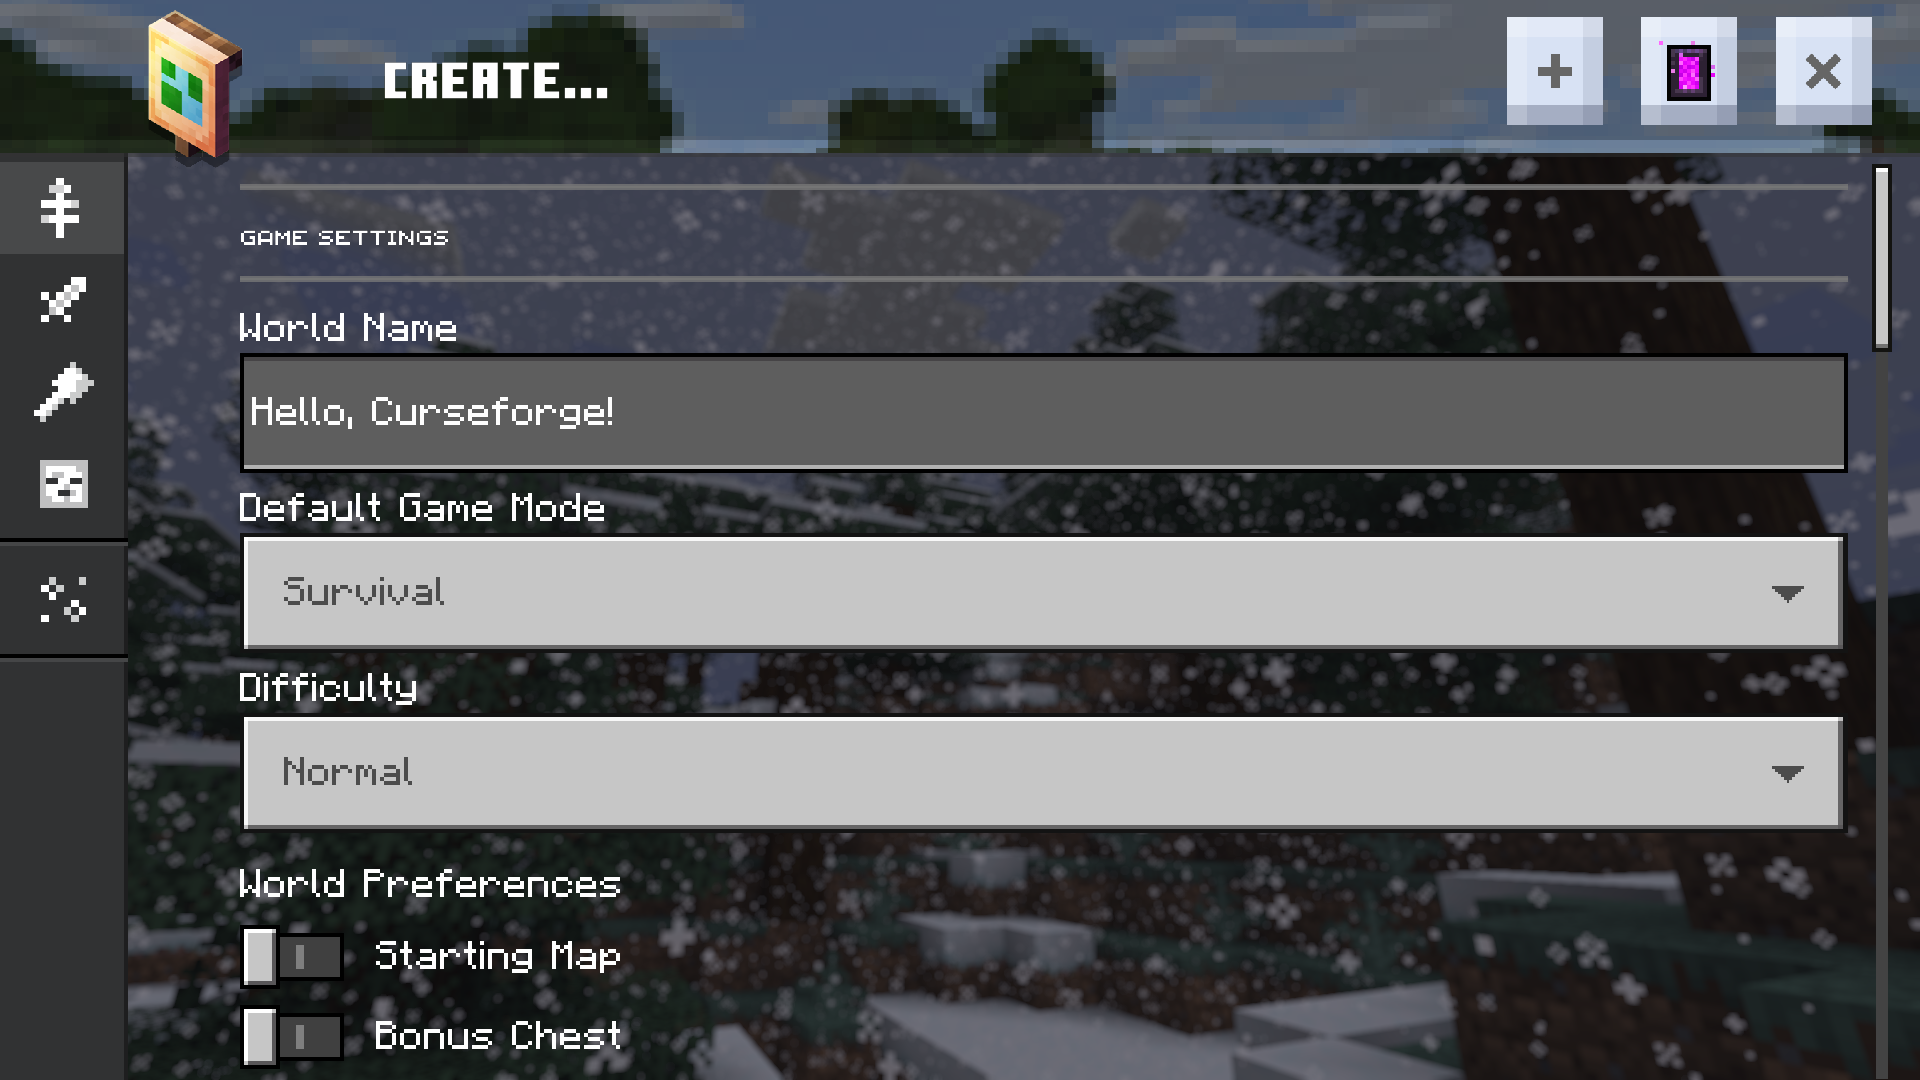 CREATE...
GAME SETTINGS
World Name
Hello, Curseforge!
Default Game Mode
Survival
Difficulty
Normal
World Preferences
Starting Map
Bonus Chest